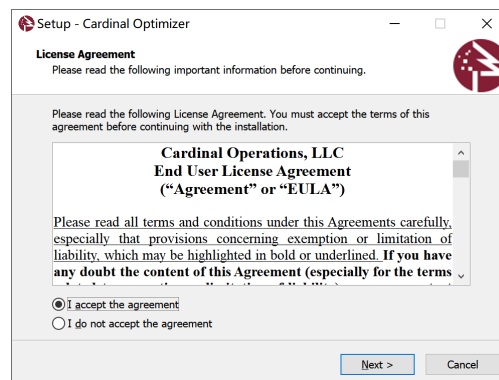 Setup - Cardinal Optimizer
License Agreement
Please read the following important information before continuing.
Please read the following License Agreement. You must accept the terms of this
agreement before continuing with the installation.
Cardinal Operations, LLC
End User License Agreement
(“Agreement” or “EULA”)
Please read all terms and conditions under this Agreements carefully,
especially that provisions concerning exemption or limitation of
liability, which may be highlighted in bold or underlined. If you have
any doubt the content of this Agreement (especially for the terms
I accept the agreement
I do not accept the agreement
Next >
Cancel